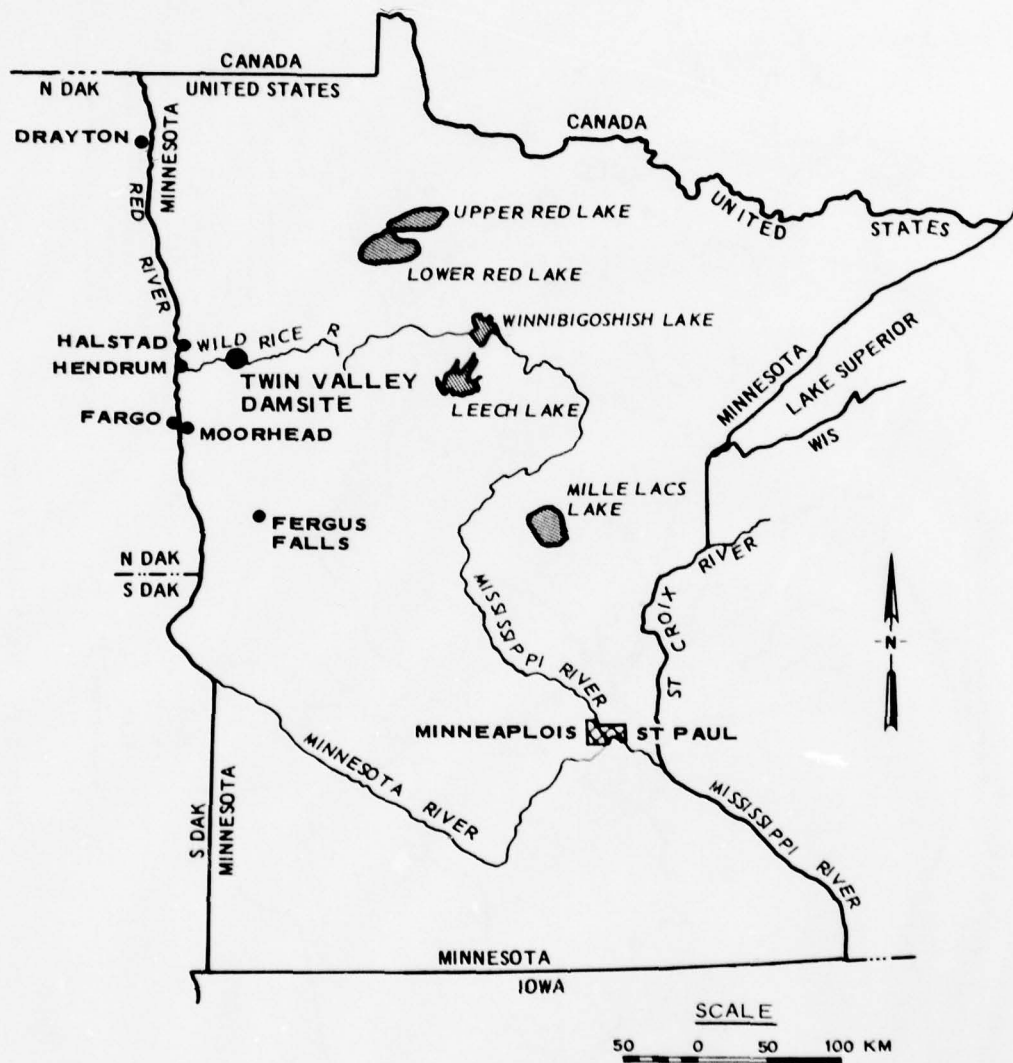 CANADA
N DAK
UNITED STATES
MINNESOTA
DRAYTON
CANADA
RED RIVER
UNITED STATES
UPPER RED LAKE
LOWER RED LAKE
HALSTAD
WILD RICE R
WINNIBIGOSHISH LAKE
HENDRUM
TWIN VALLEY
DAMSITE
LEECH LAKE
MINNESOTA
LAKE SUPERIOR
WIS
FARGO
MOORHEAD
MILLE LACS
LAKE
FERGUS
FALLS
N DAK
S DAK
RIVER
ST CROIX
MISSISSIPPI RIVER
N
MINNEAPLOIS
ST PAUL
MINNESOTA RIVER
MISSISSIPPI RIVER
S DAK
MINNESOTA
MINNESOTA
IOWA
SCALE
50 0 50 100 KM